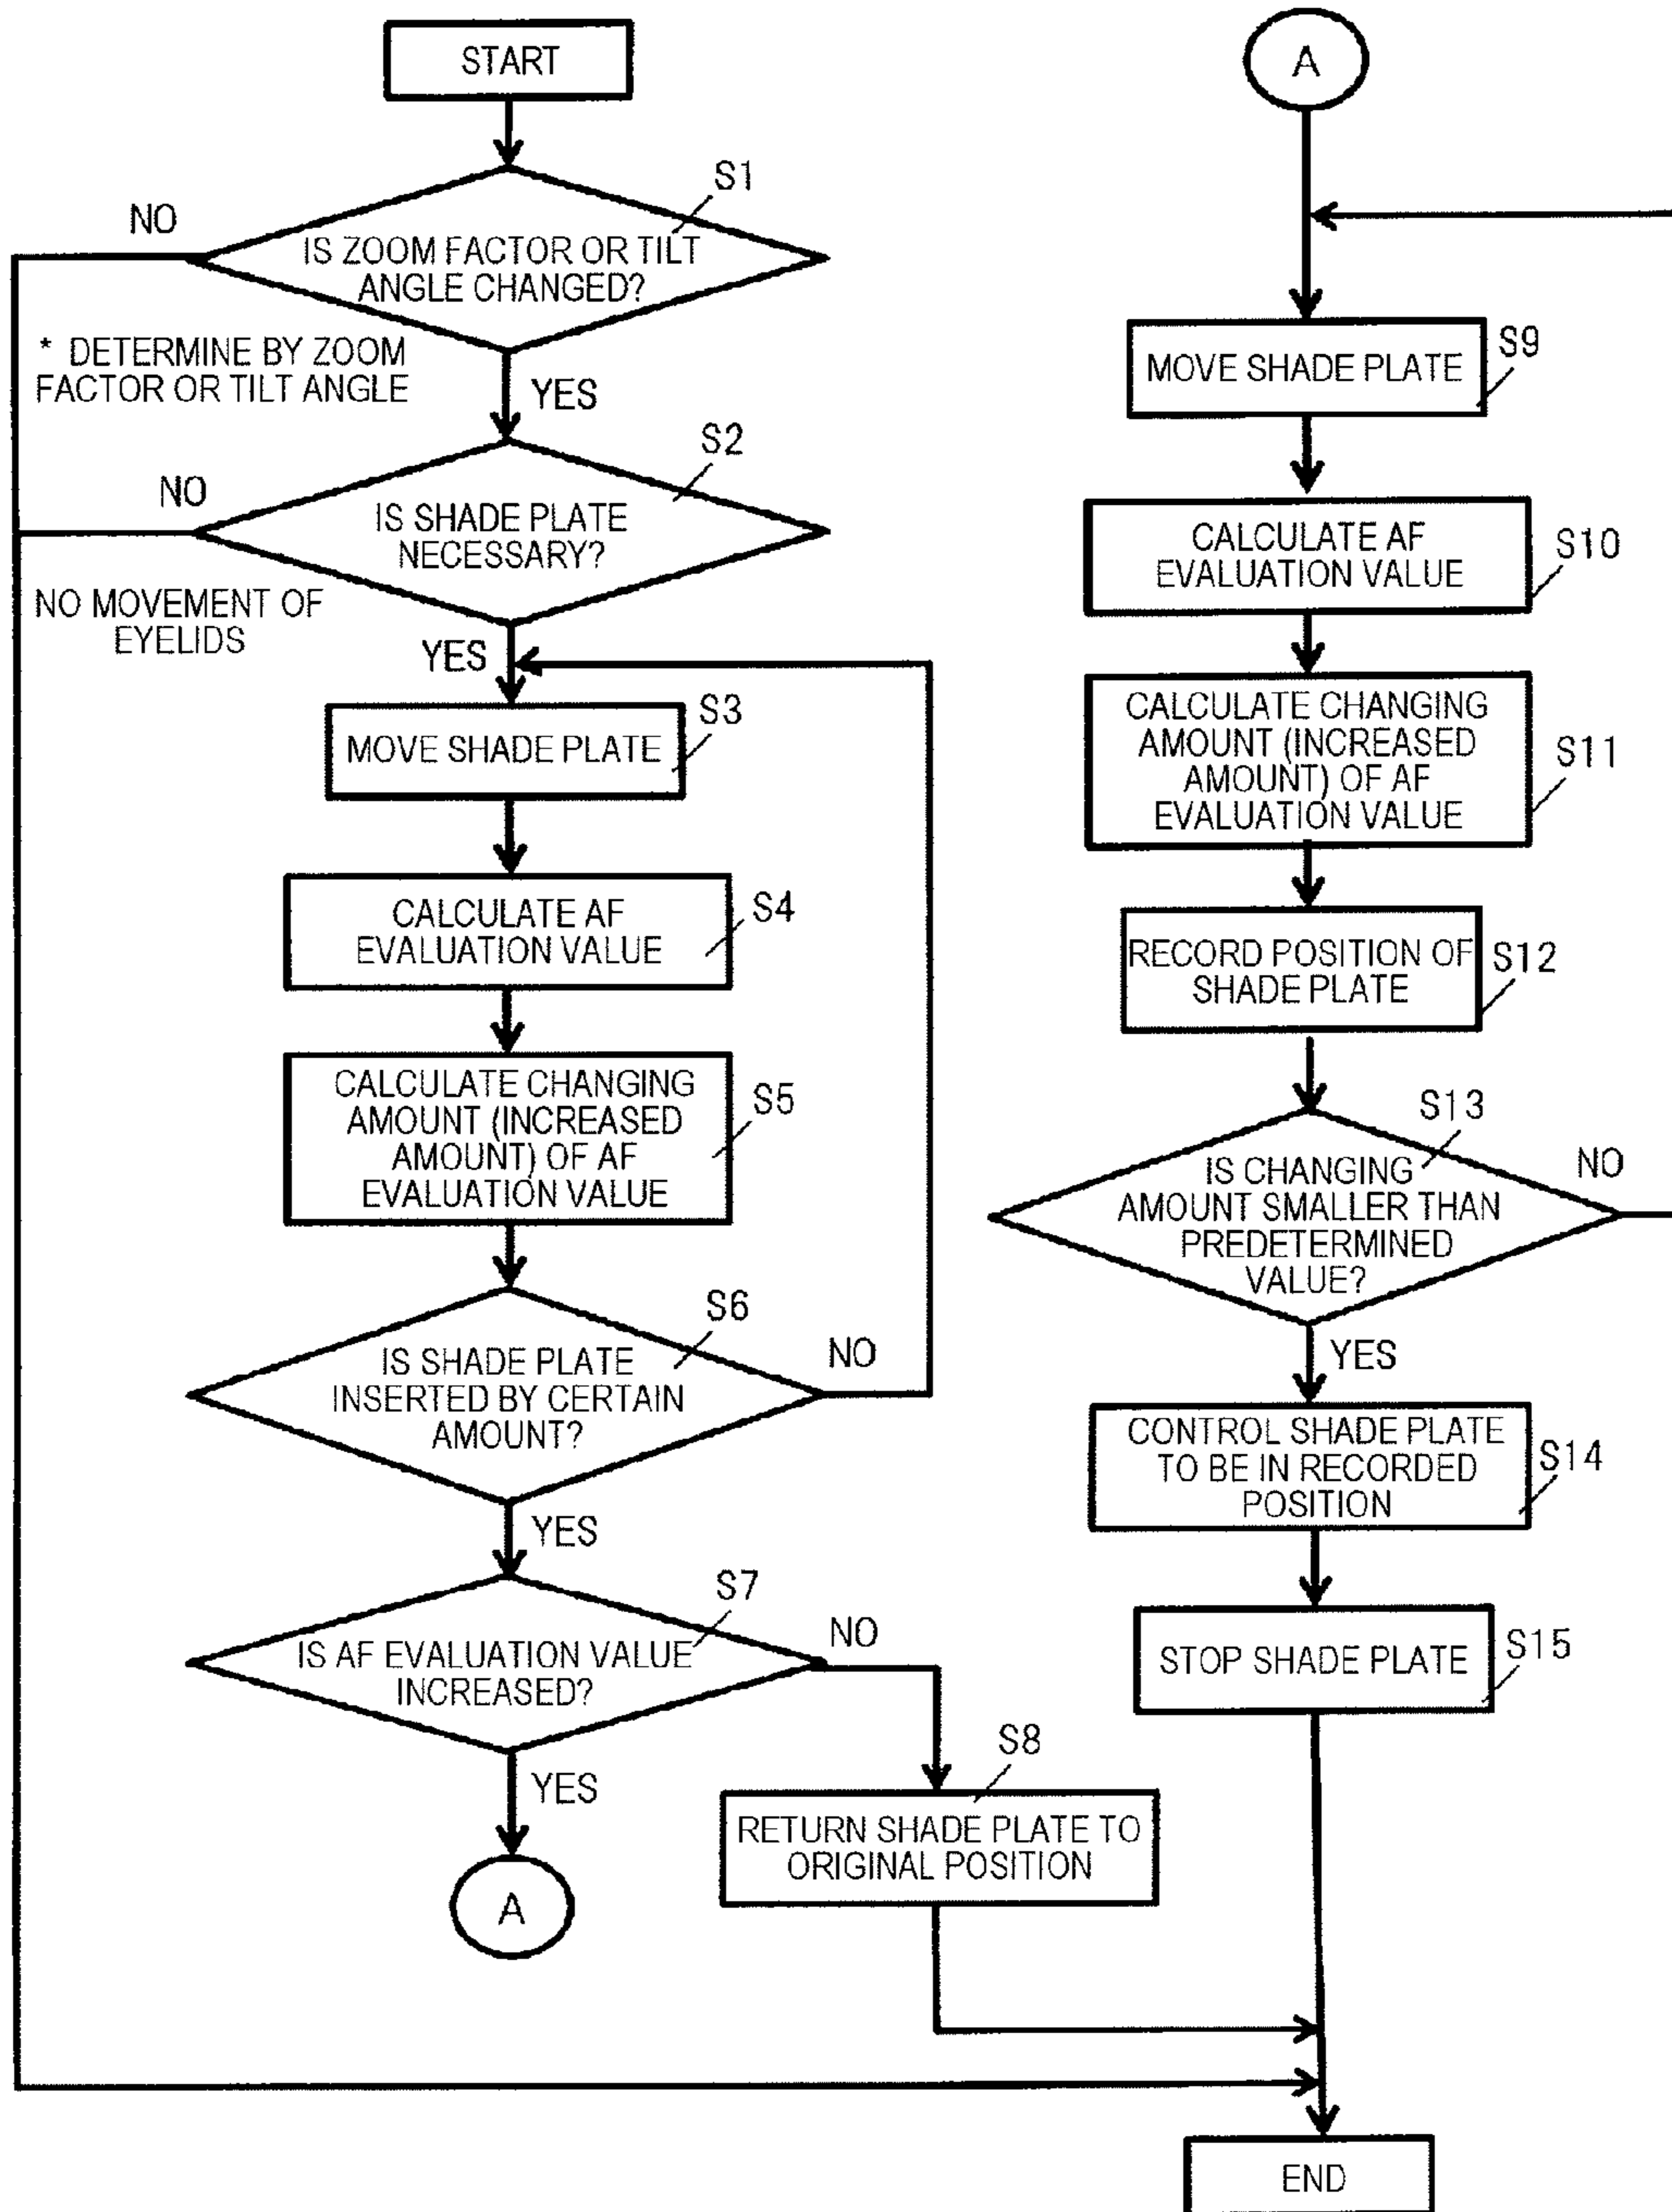 START
S1
NO
IS ZOOM FACTOR OR TILT
ANGLE CHANGED?
* DETERMINE BY ZOOM
FACTOR OR TILT ANGLE
YES
S2
NO
IS SHADE PLATE
NECESSARY?
NO MOVEMENT OF
EYELIDS
YES
S3
MOVE SHADE PLATE
S4
CALCULATE AF
EVALUATION VALUE
S5
CALCULATE CHANGING
AMOUNT (INCREASED
AMOUNT) OF AF
EVALUATION VALUE
S6
IS SHADE PLATE
INSERTED BY CERTAIN
AMOUNT?
NO
YES
S7
IS AF EVALUATION VALUE
INCREASED?
NO
YES
S8
RETURN SHADE PLATE TO
ORIGINAL POSITION
A
A
S9
MOVE SHADE PLATE
S10
CALCULATE AF
EVALUATION VALUE
S11
CALCULATE CHANGING
AMOUNT (INCREASED
AMOUNT) OF AF
EVALUATION VALUE
S12
RECORD POSITION OF
SHADE PLATE
S13
IS CHANGING
AMOUNT SMALLER THAN
PREDETERMINED
VALUE?
NO
YES
S14
CONTROL SHADE PLATE
TO BE IN RECORDED
POSITION
S15
STOP SHADE PLATE
END